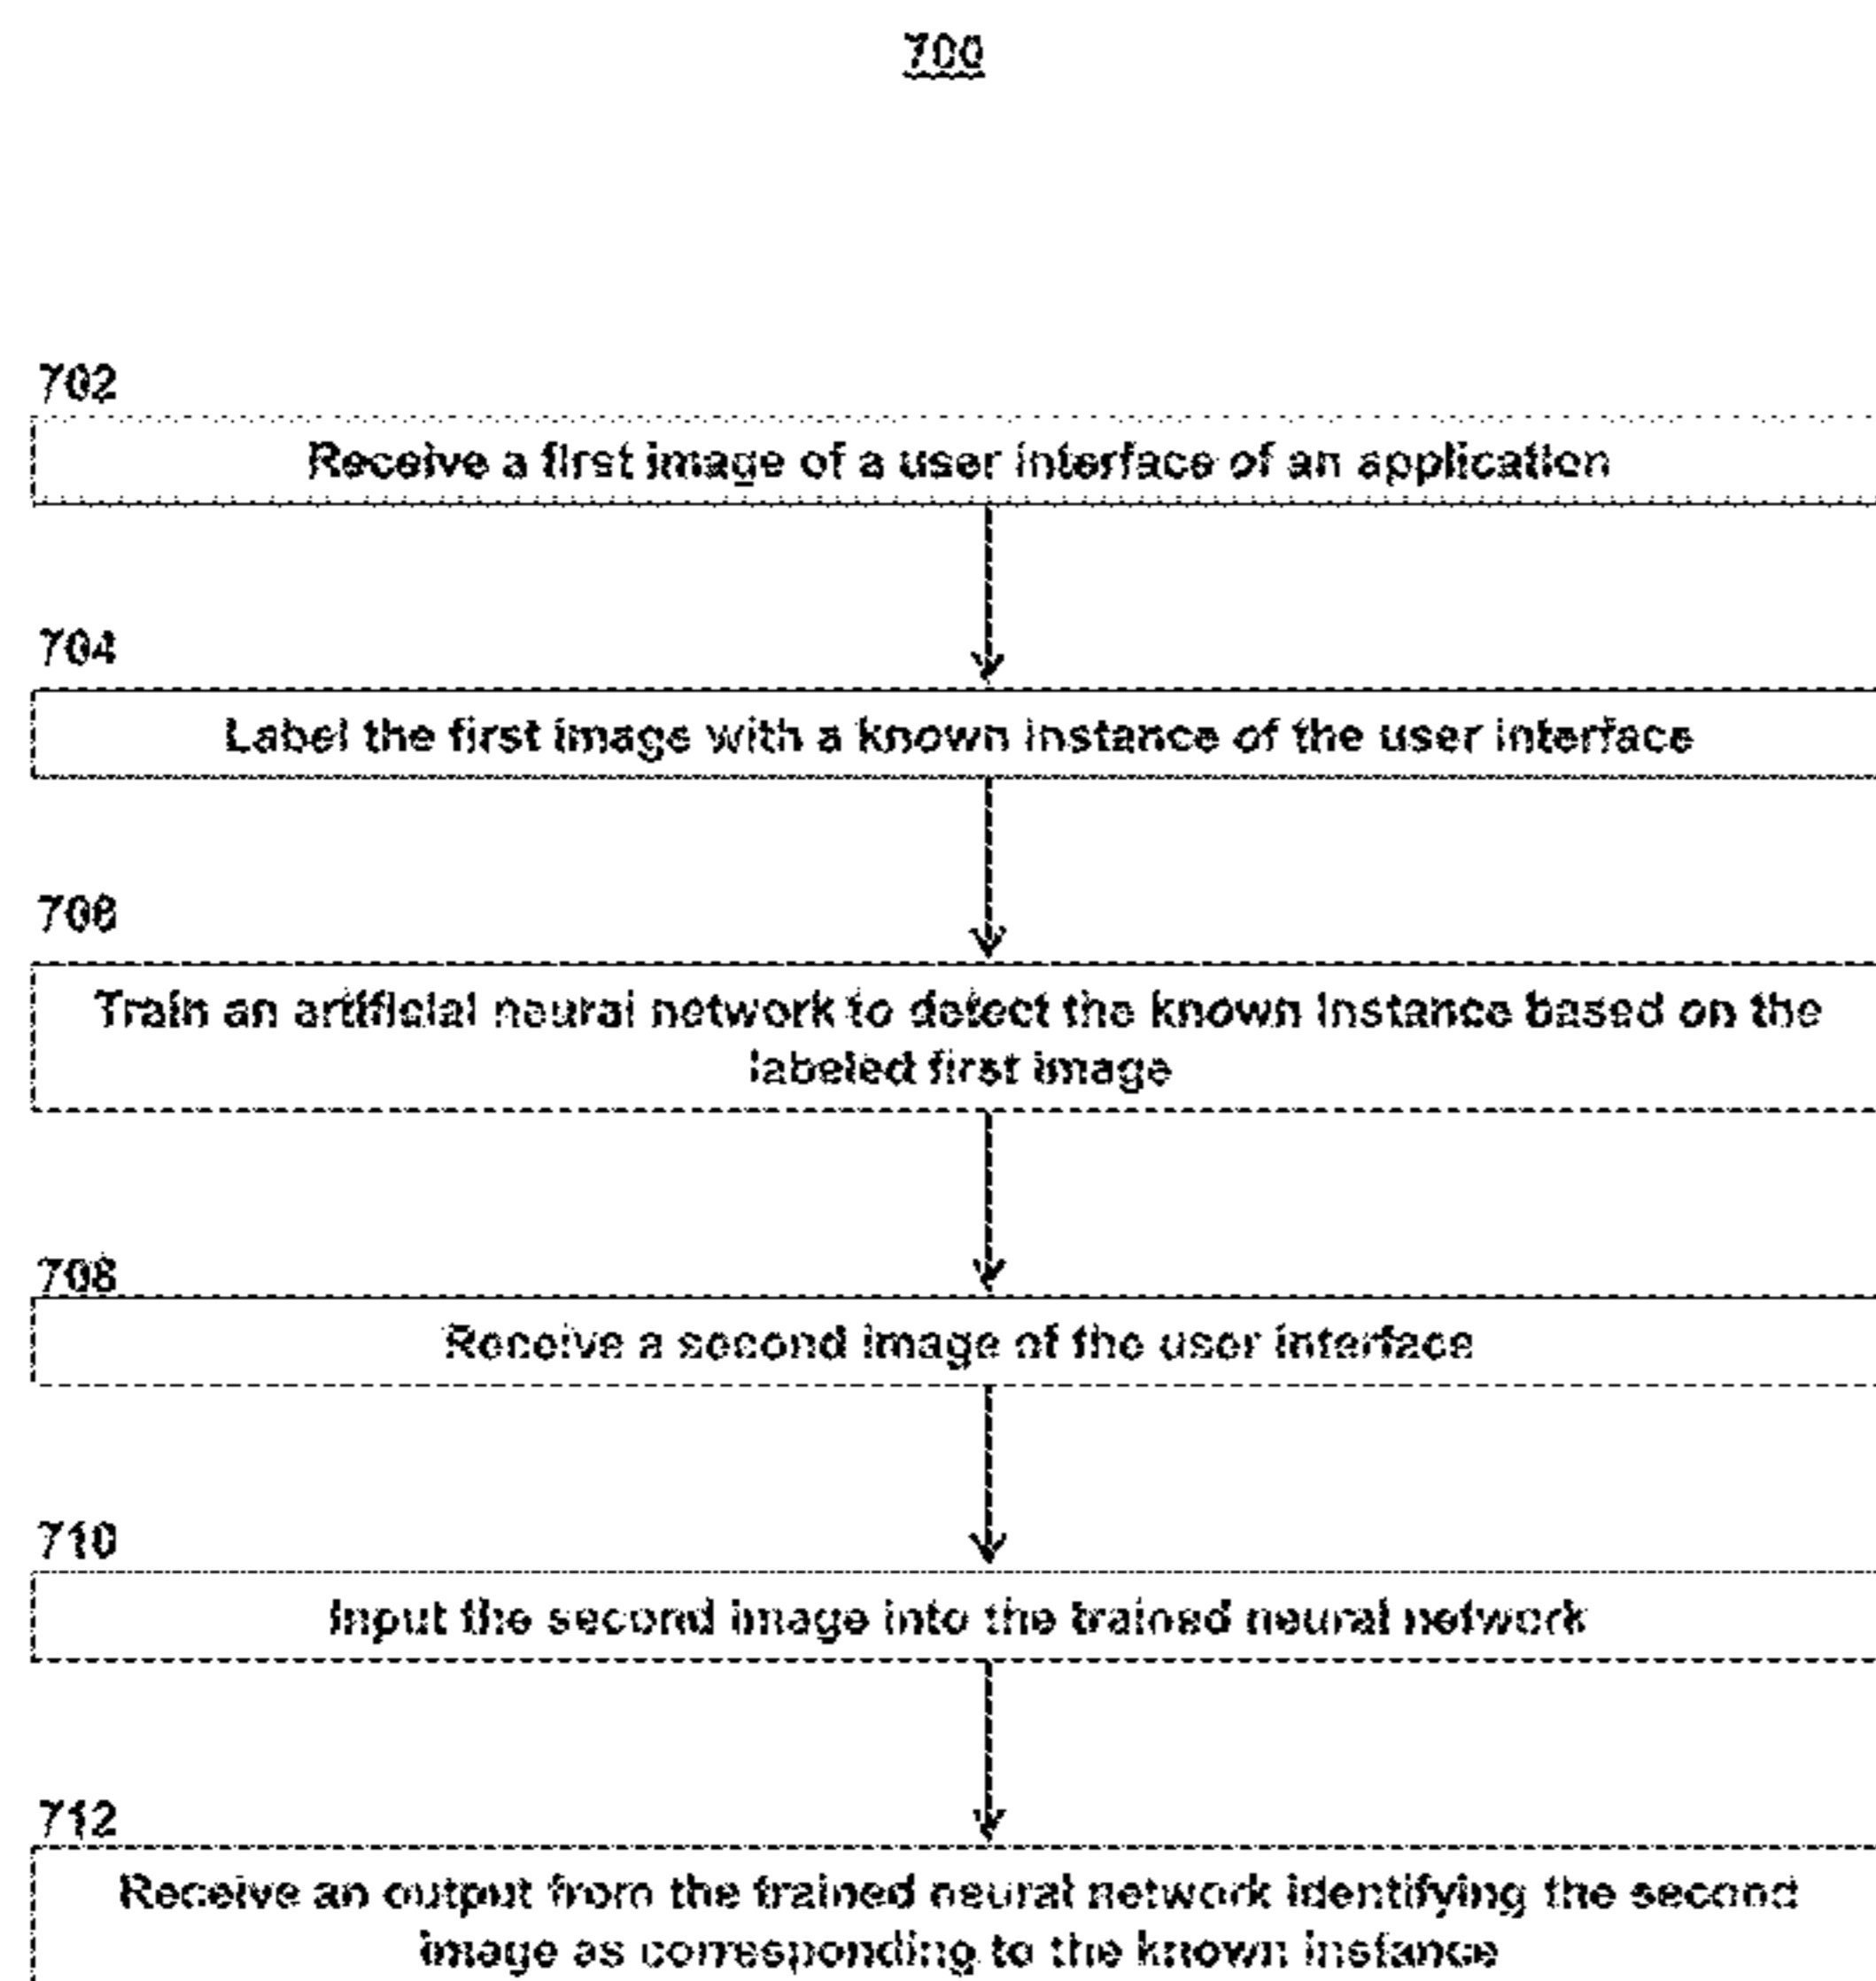 700
702
Receive a first image of a user interface of an application
704
Label the first image with a known instance of the user interface
706
Train an artificial neural network to detect the known instance based on the
labeled first image
708
Receive a second image of the user interface
710
Input the second image into the trained neural network
712
Receive an output from the trained neural network identifying the second
image as corresponding to the known instance